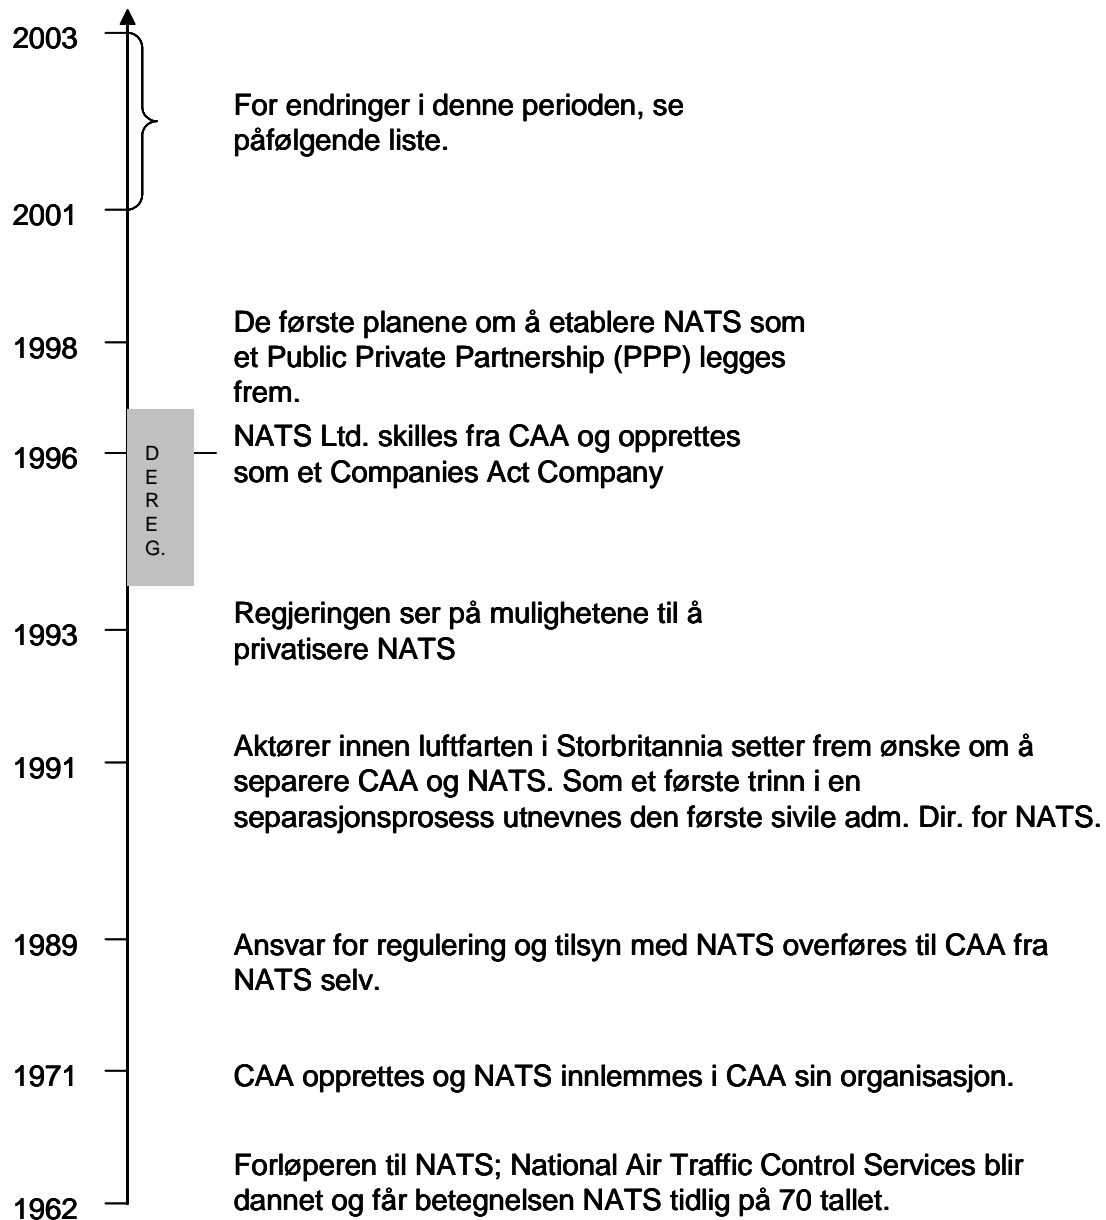 2003
For endringer i denne perioden, se
påfølgende liste.
2001
De første planene om å etablere NATS som
1998
et Public Private Partnership (PPP) legges
frem.
NATS Ltd. skilles fra CAA og opprettes
1996
som et Companies Act Company
D
E
R
E
G.
Regjeringen ser på mulighetene til å
1993
privatisere NATS
Aktører innen luftfarten i Storbritannia setter frem ønske om å
1991
separere CAA og NATS. Som et første trinn i en
separasjonsprosess utnevnes den første sivile adm. Dir. for NATS.
1989
Ansvar for regulering og tilsyn med NATS overføres til CAA fra
NATS selv.
1971
CAA opprettes og NATS innlemmes i CAA sin organisasjon.
Forløperen til NATS; National Air Traffic Control Services blir
1962
dannet og får betegnelsen NATS tidlig på 70 tallet.